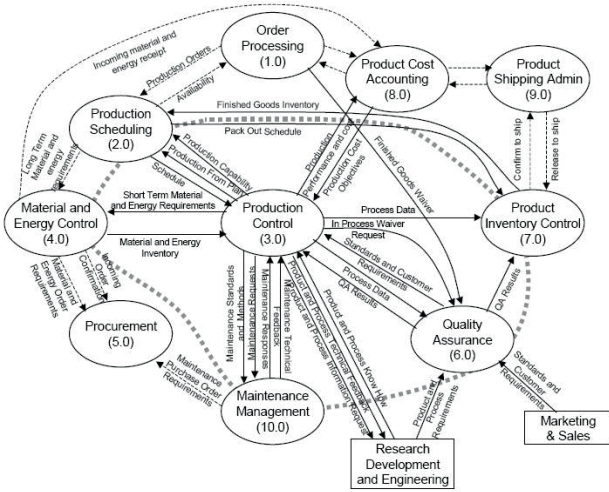 Order
Processing
(1.0)
Incoming material and
energy receipt
Production Orders
Availability
Product Cost
Accounting
(8.0)
Product
Shipping Admin
(9.0)
Production
Scheduling
(2.0)
Finished Goods Inventory
Pack Out Schedule
Long Term
Material and
energy
requirements
Production Capability
Production From Plan
Schedule
Production
Performance and cost
Production Cost
Objectives
Finished Goods Waiver
Confirm to ship
Release to ship
Short Term Material
and Energy Requirements
Material and
Energy Control
(4.0)
Production
Control
(3.0)
Process Data
In Process Waiver
Request
Product
Inventory Control
(7.0)
Material and Energy
Inventory
Standards and Customer
Requirements
Process Data
QA Results
QA Results
Incoming
Order
Confirmation
Material and
Energy Order
Requirements
Procurement
(5.0)
Maintenance Standards
and Methods
Maintenance Requests
Maintenance Responses
Maintenance Technical
Feedback
Product and Process Technical Feedback
Product and Process Information Request
Product and Process Know How
Quality
Assurance
(6.0)
Maintenance
Purchase Order
Requirements
Maintenance
Management
(10.0)
Product and
Process
Requirements
Standards and
Customer
Requirements
Marketing
& Sales
Research
Development
and Engineering